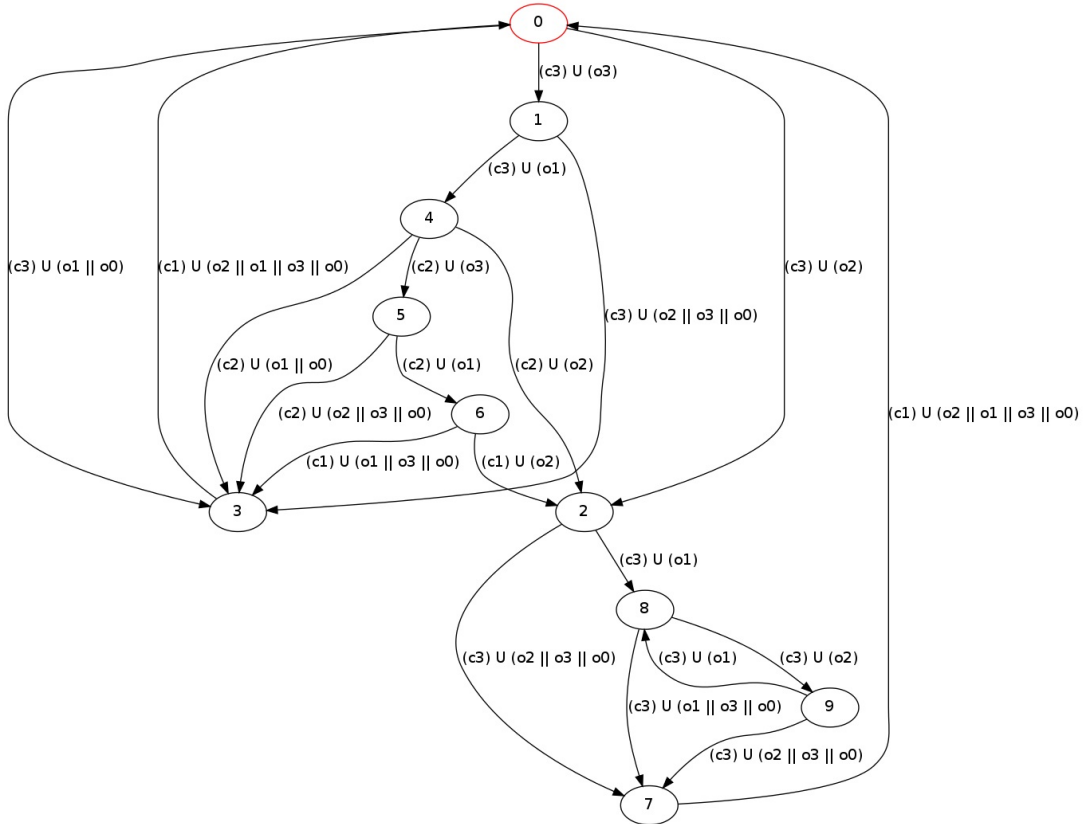 0
(c3) U (o3)
1
(c3) U (o1)
4
(c3) U (o1 || o0)
(c1) U (o2 || o1 || o3 || o0)
(c2) U (o3)
(c3) U (o2)
5
(c3) U (o2 || o3 || o0)
(c2) U (o1 || o0)
(c2) U (o1)
(c2) U (o2)
(c2) U (o2 || o3 || o0)
6
(c1) U (o2 || o1 || o3 || o0)
(c1) U (o1 || o3 || o0)
(c1) U (o2)
3
2
(c3) U (o1)
8
(c3) U (o2 || o3 || o0)
(c3) U (o1)
(c3) U (o2)
(c3) U (o1 || o3 || o0)
9
(c3) U (o2 || o3 || o0)
7